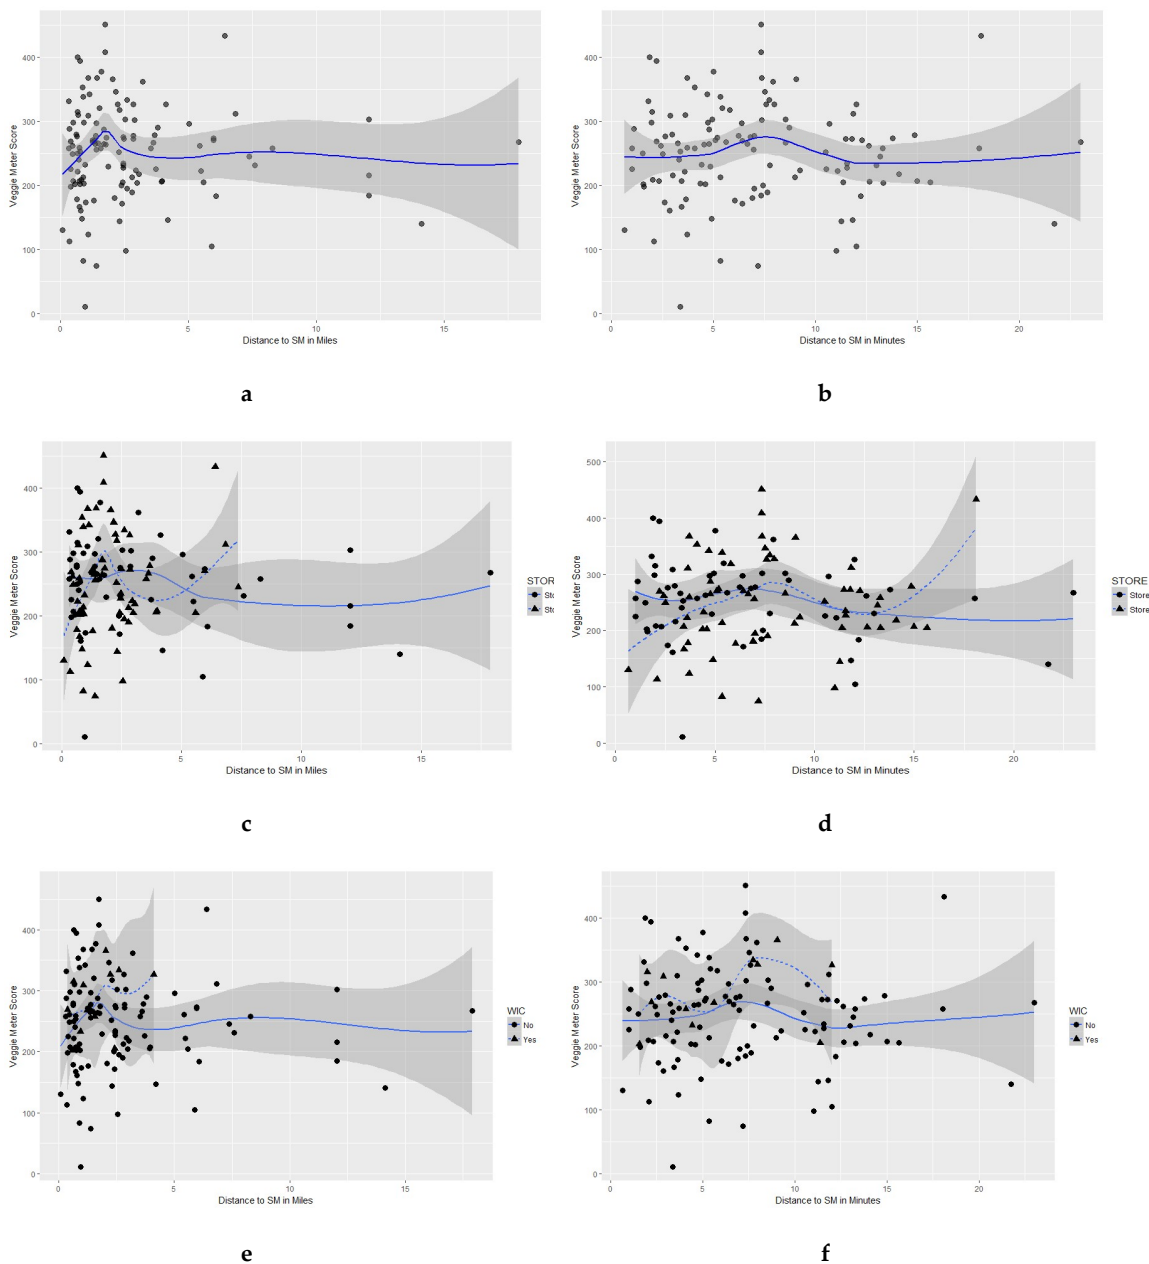 400
300
200
100
0
Veggie Meter Score
0
5
10
15
Distance to SM in Miles
a
400
300
200
100
0
Veggie Meter Score
0
5
10
15
20
Distance to SM in Minutes
b
400
300
200
100
0
Veggie Meter Score
0
5
10
15
Distance to SM in Miles
STOR
Sto
Sto
c
500
400
300
200
100
0
Veggie Meter Score
0
5
10
15
20
Distance to SM in Minutes
STORE
Store
Store
d
400
300
200
100
0
Veggie Meter Score
0
5
10
15
Distance to SM in Miles
WIC
No
Yes
e
400
300
200
100
0
Veggie Meter Score
0
5
10
15
20
Distance to SM in Minutes
WIC
No
Yes
f